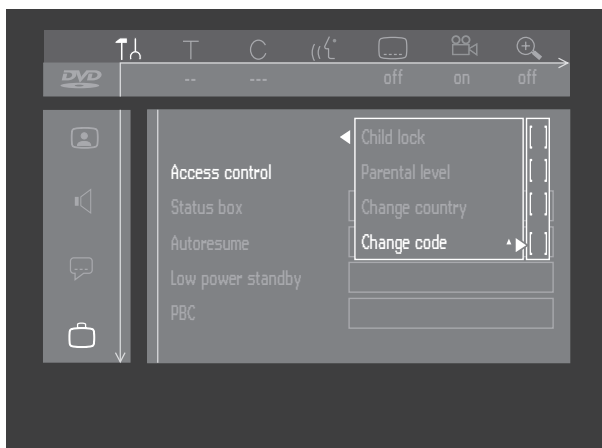 T C
DVD -- --- off on off
Child lock [ ]
Access control Parental level [ ]
Status box Change country [ ]
Autoresume Change code [ ]
Low power standby
PBC